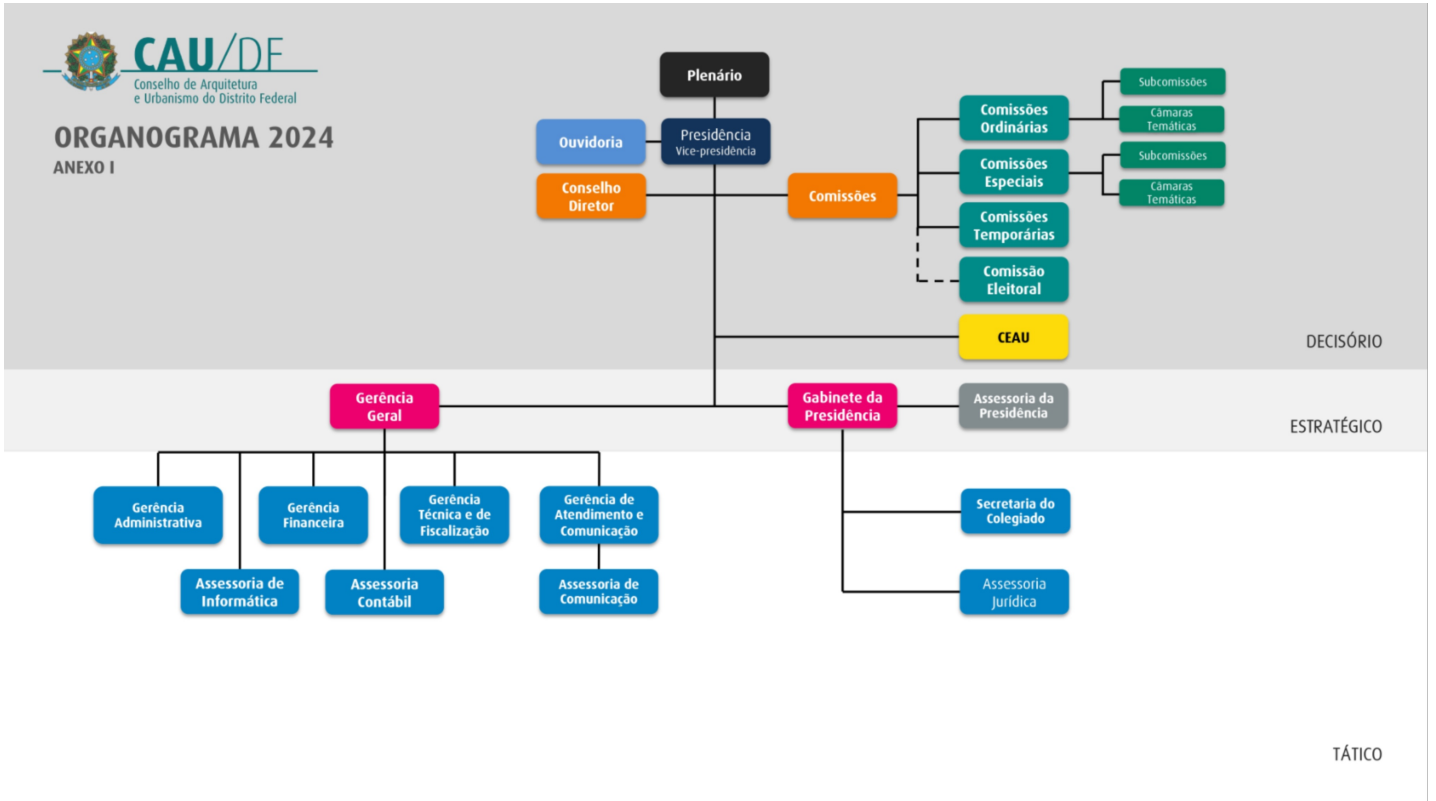 CAU/DF
Conselho de Arquitetura
e Urbanismo do Distrito Federal
ORGANOGRAMA 2024
ANEXO I
Plenário
Presidência
Vice-presidência
Ouvidoria
Conselho
Diretor
Comissões
Comissões
Ordinárias
Subcomissões
Câmaras
Temáticas
Comissões
Especiais
Subcomissões
Câmaras
Temáticas
Comissões
Temporárias
Comissão
Eleitoral
CEAU
DECISÓRIO
Gerência
Geral
Gabinete da
Presidência
Assessoria da
Presidência
ESTRATÉGICO
Gerência
Administrativa
Gerência
Financeira
Gerência
Técnica e de
Fiscalização
Gerência de
Atendimento e
Comunicação
Secretaria do
Colegiado
Assessoria de
Informática
Assessoria
Contábil
Assessoria de
Comunicação
Assessoria
Jurídica
TÁTICO